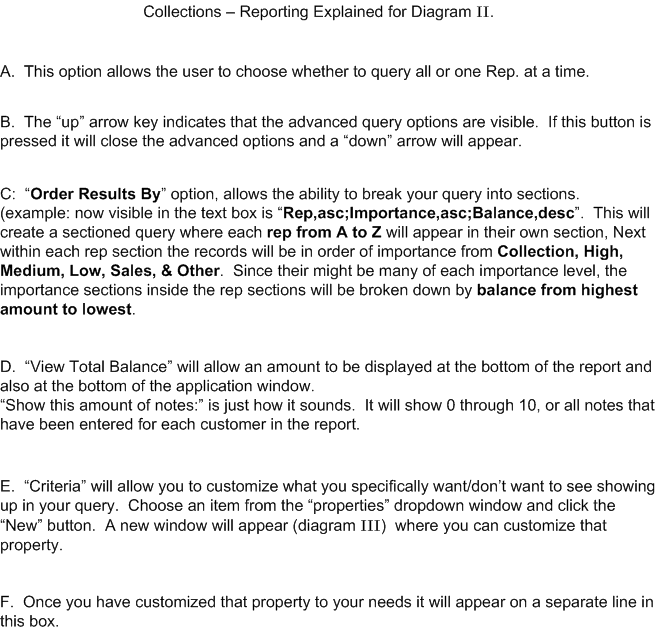 Collections – Reporting Explained for Diagram II.
A.  This option allows the user to choose whether to query all or one Rep. at a time.
B.  The “up” arrow key indicates that the advanced query options are visible.  If this button is
pressed it will close the advanced options and a “down” arrow will appear.
C:  “Order Results By” option, allows the ability to break your query into sections.
(example: now visible in the text box is “Rep,asc;Importance,asc;Balance,desc”.  This will
create a sectioned query where each rep from A to Z will appear in their own section, Next
within each rep section the records will be in order of importance from Collection, High,
Medium, Low, Sales, & Other.  Since their might be many of each importance level, the
importance sections inside the rep sections will be broken down by balance from highest
amount to lowest.
D.  “View Total Balance” will allow an amount to be displayed at the bottom of the report and
also at the bottom of the application window.
“Show this amount of notes:” is just how it sounds.  It will show 0 through 10, or all notes that
have been entered for each customer in the report.
E.  “Criteria” will allow you to customize what you specifically want/don’t want to see showing
up in your query.  Choose an item from the “properties” dropdown window and click the
“New” button.  A new window will appear (diagram III)  where you can customize that
property.
F.  Once you have customized that property to your needs it will appear on a separate line in
this box.